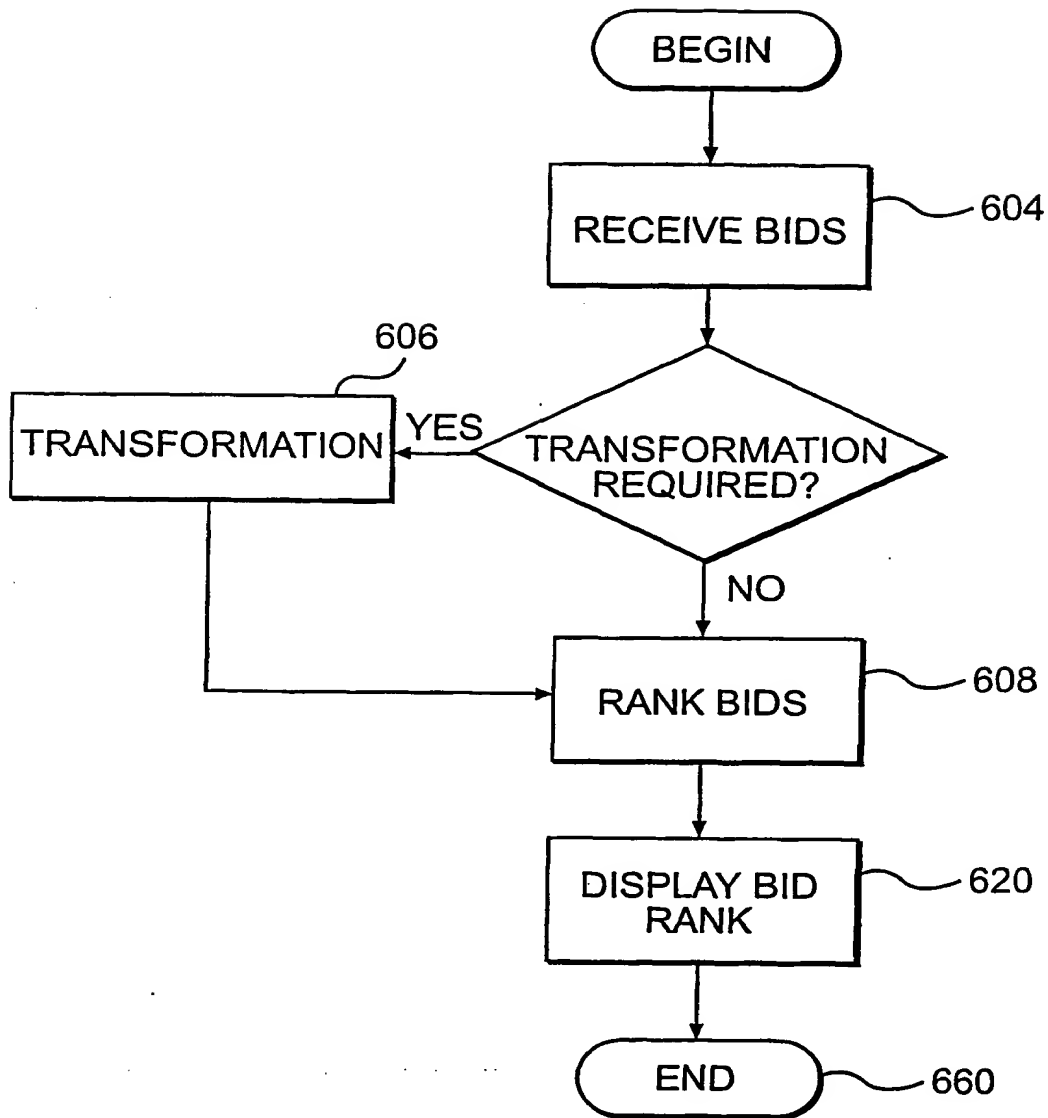 BEGIN
RECEIVE BIDS
604
606
TRANSFORMATION
YES
TRANSFORMATION
REQUIRED?
NO
RANK BIDS
608
DISPLAY BID
RANK
620
END
660